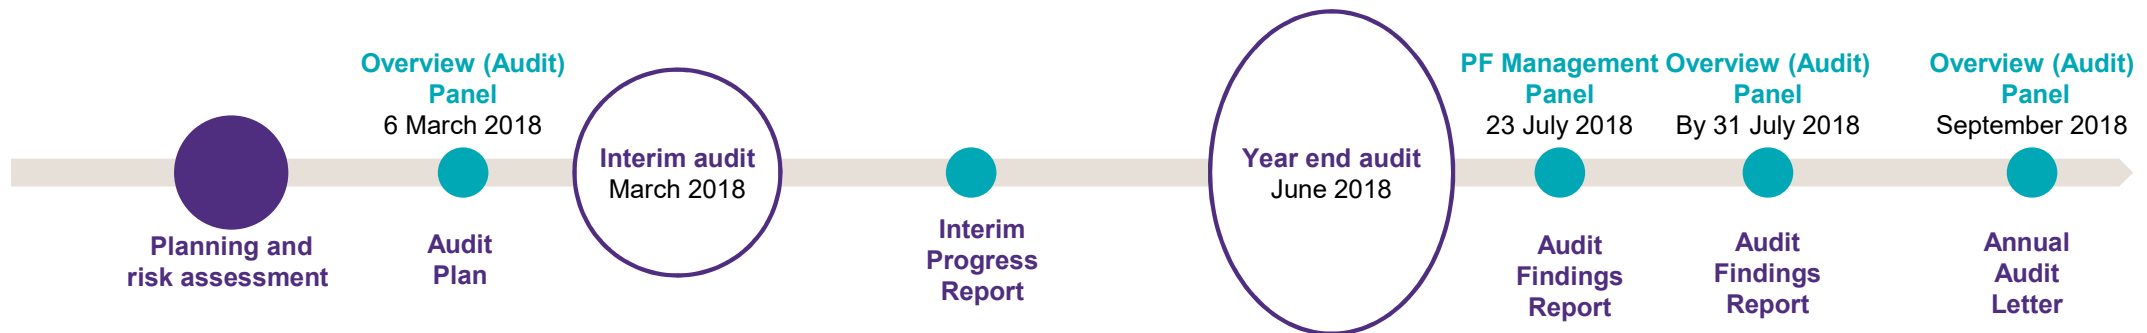 Planning and
risk assessment
Overview (Audit)
Panel
6 March 2018
Audit
Plan
Interim audit
March 2018
Interim
Progress
Report
Year end audit
June 2018
PF Management
Panel
23 July 2018
Audit
Findings
Report
Overview (Audit)
Panel
By 31 July 2018
Audit
Findings
Report
Overview (Audit)
Panel
September 2018
Annual
Audit
Letter